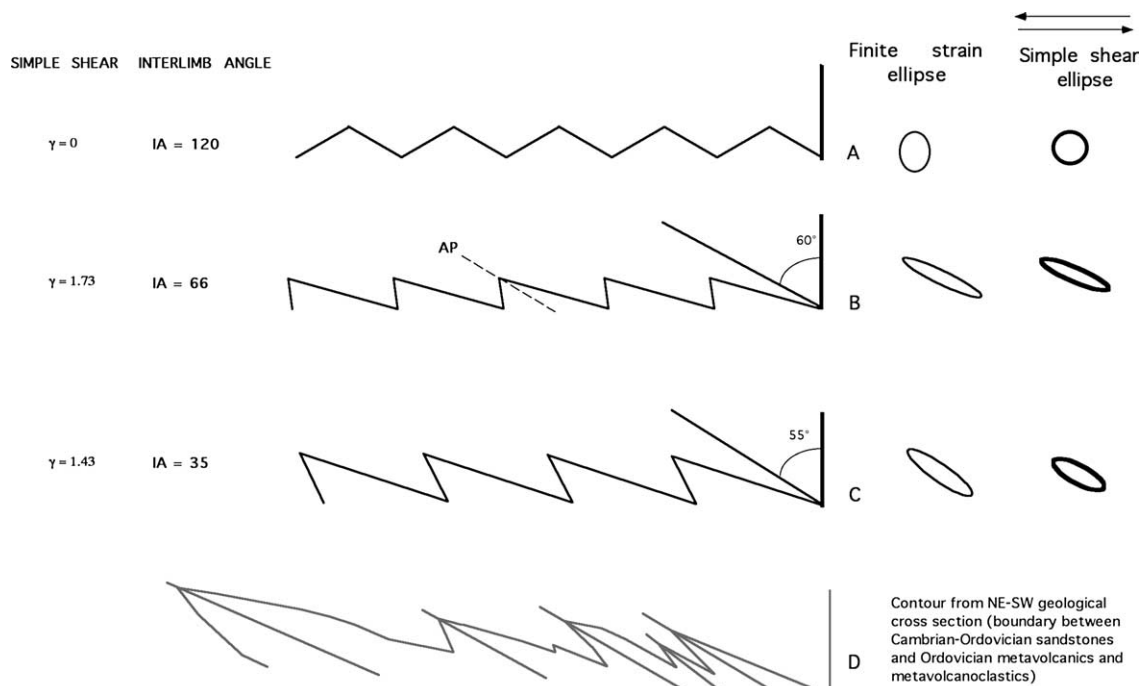 SIMPLE SHEAR INTERLIMB ANGLE
Finite strain
ellipse
Simple shear
ellipse
γ = 0 IA = 120
A
γ = 1.73 IA = 66
AP
60°
B
γ = 1.43 IA = 35
55°
C
D
Contour from NE-SW geological
cross section (boundary between
Cambrian-Ordovician sandstones
and Ordovician metavolcanics and
metavolcanoclastics)